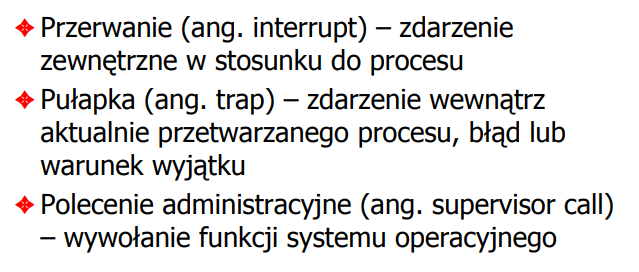 Przerwanie (ang. interrupt) – zdarzenie
zewnętrzne w stosunku do procesu
Pułapka (ang. trap) – zdarzenie wewnątrz
aktualnie przetwarzanego procesu, błąd lub
warunek wyjątku
Polecenie administracyjne (ang. supervisor call)
– wywołanie funkcji systemu operacyjnego